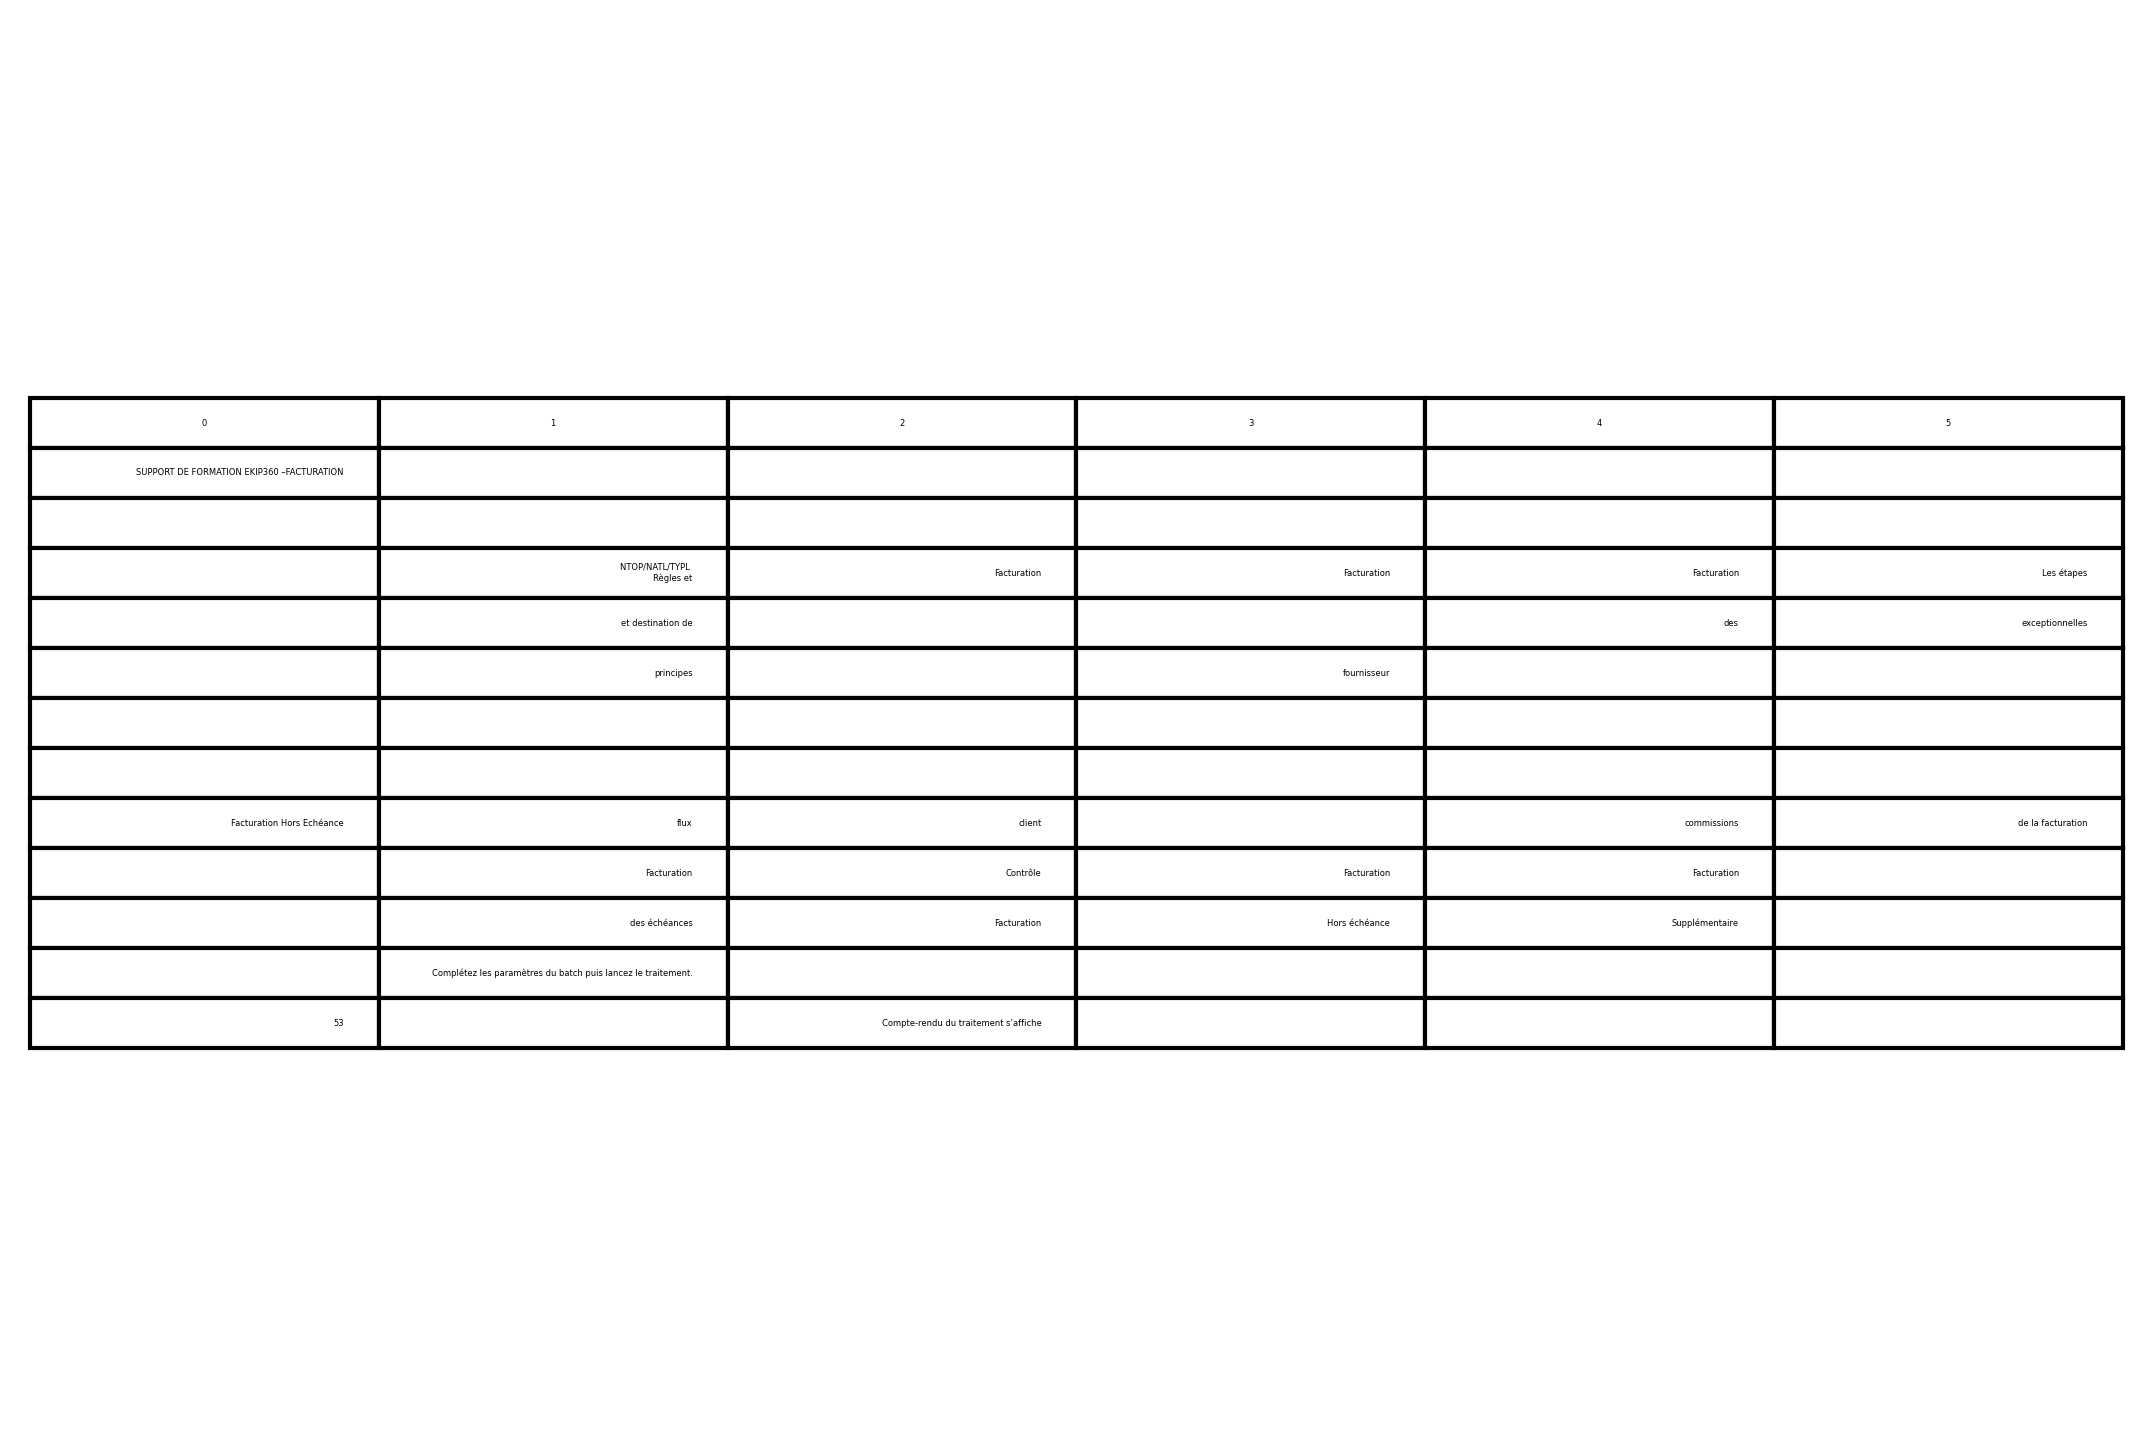 0 1 2 3 4 5
SUPPORT DE FORMATION EKIP360 –FACTURATION
NTOP/NATL/TYPL
Règles et Facturation Facturation Facturation Les étapes
et destination de des exceptionnelles
principes fournisseur
Facturation Hors Echéance flux client commissions de la facturation
Facturation Contrôle Facturation Facturation
des échéances Facturation Hors échéance Supplémentaire
Complétez les paramètres du batch puis lancez le traitement.
53 Compte-rendu du traitement s’affiche